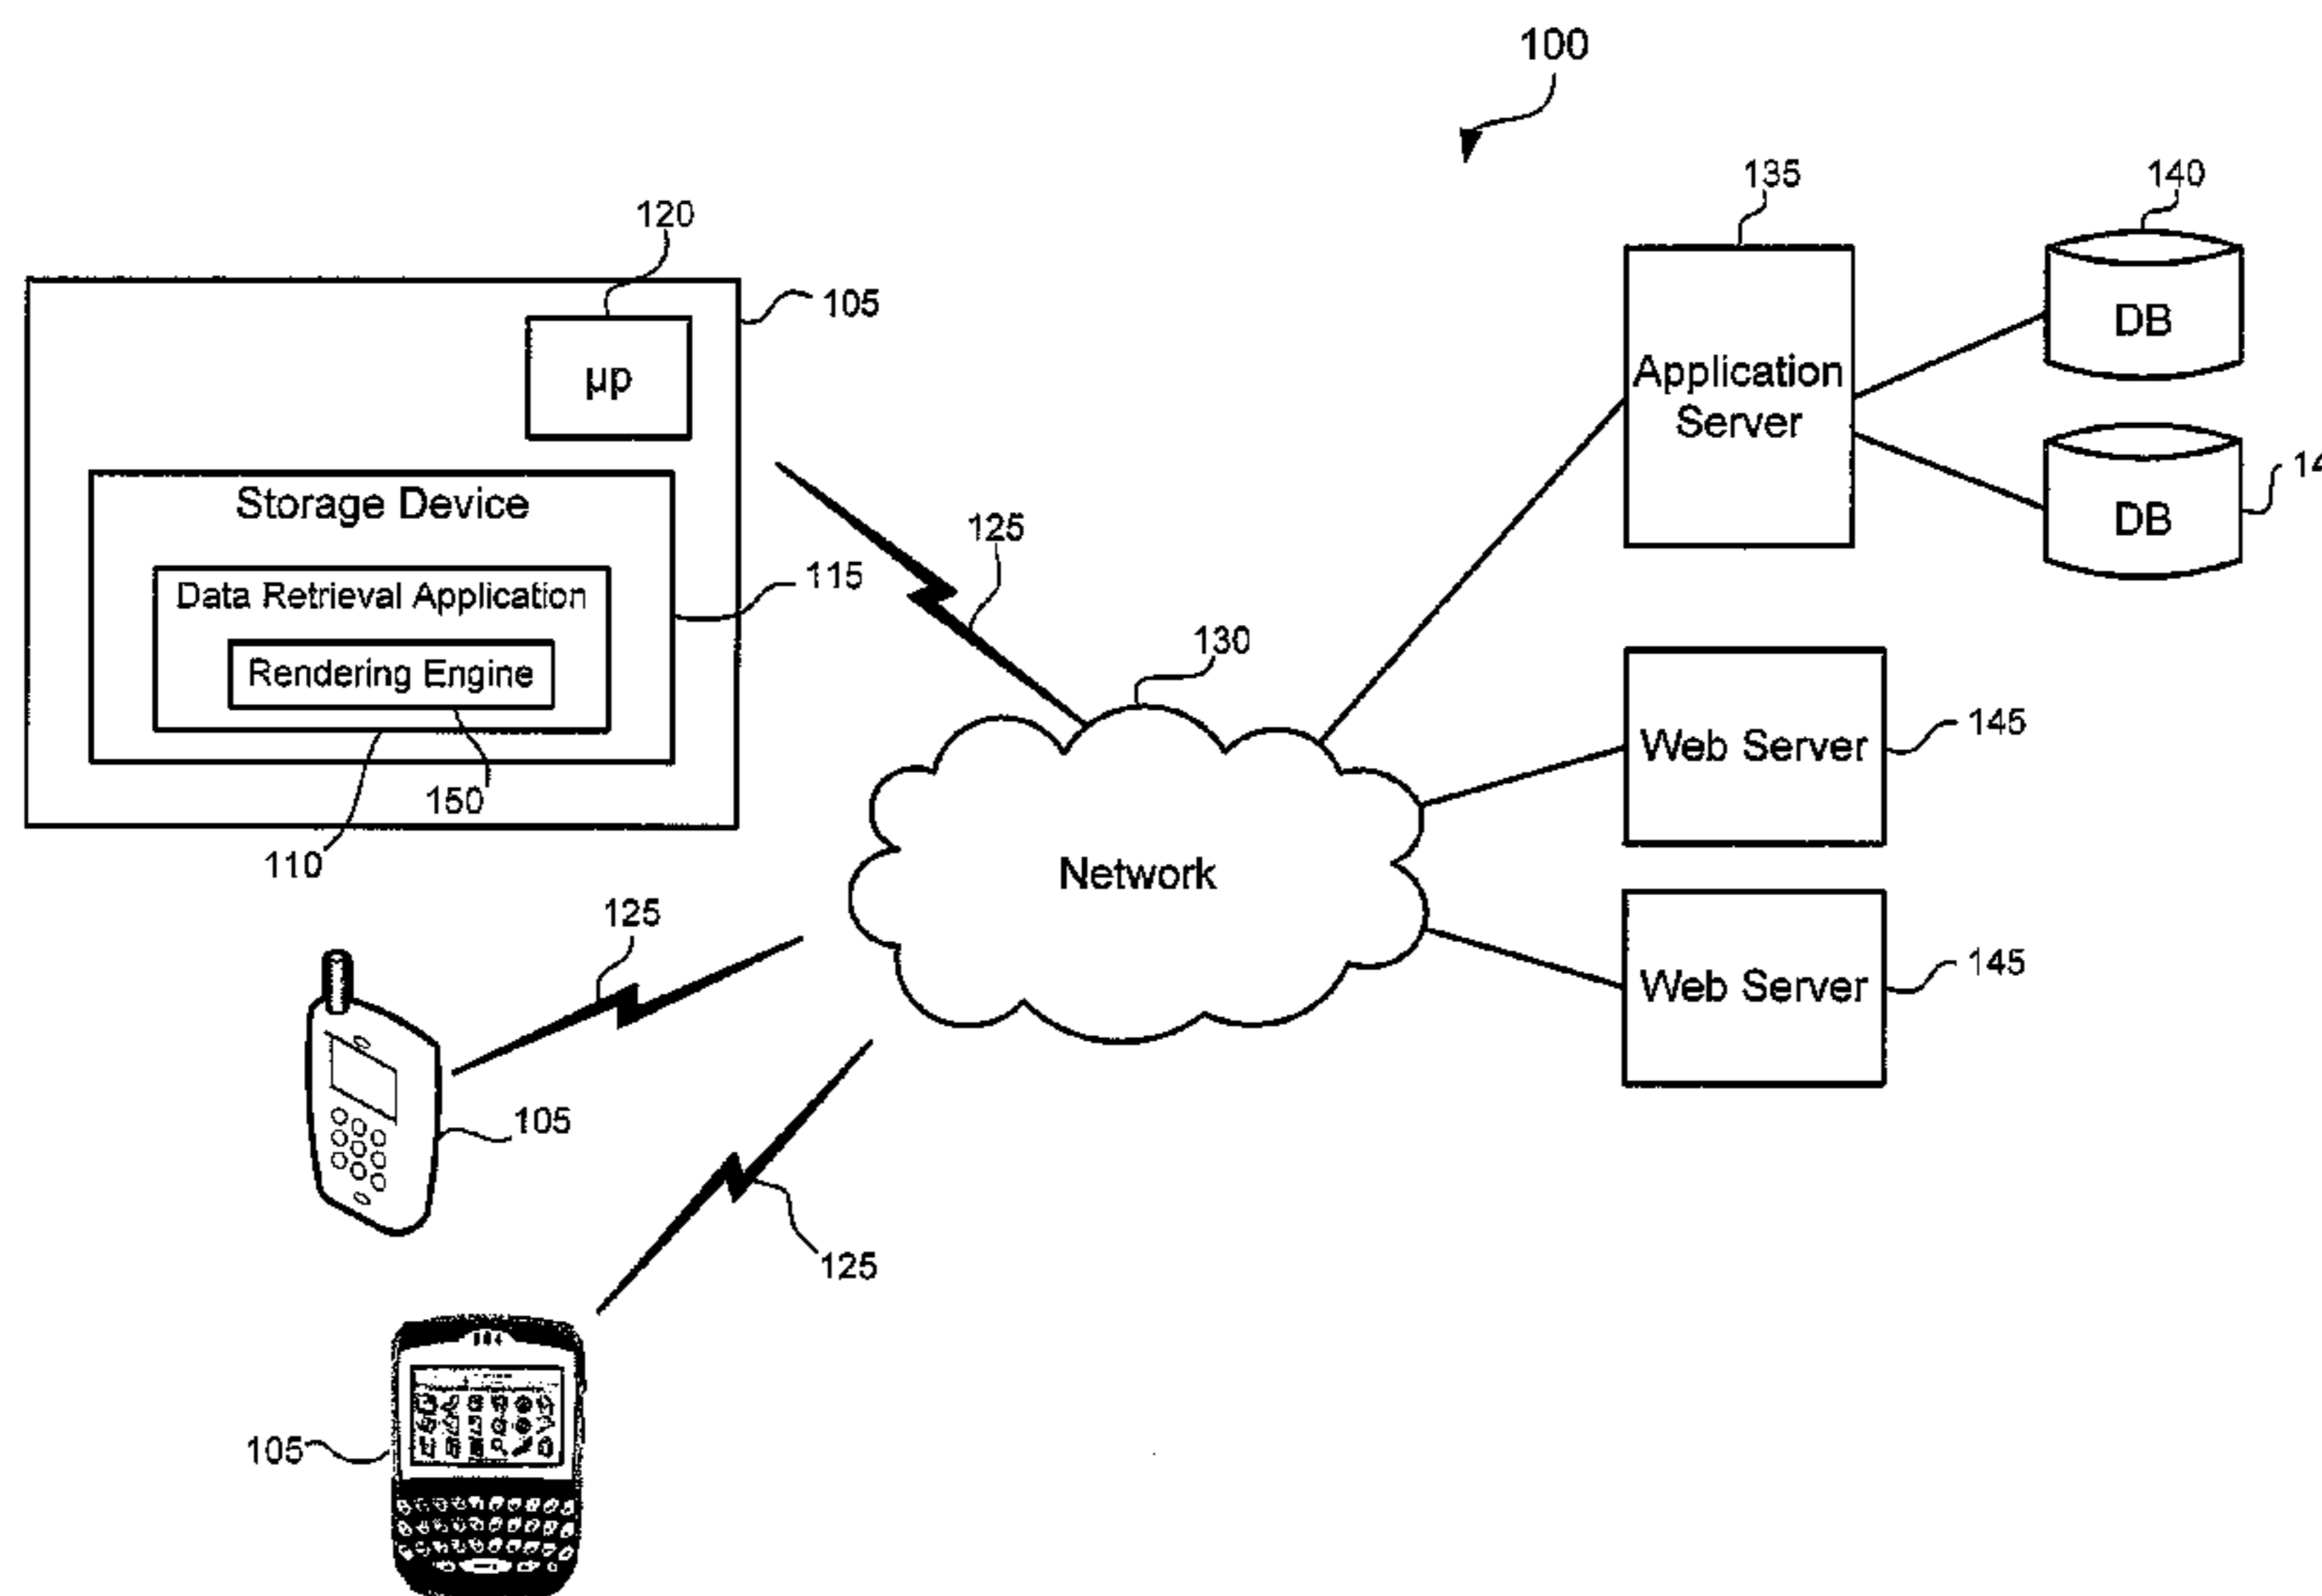 100
135
140
120
105
µp
DB
Application
Server
Storage Device
DB
125
115
Data Retrieval Application
130
Rendering Engine
145
Web Server
150
110
Network
125
145
Web Server
105
125
105